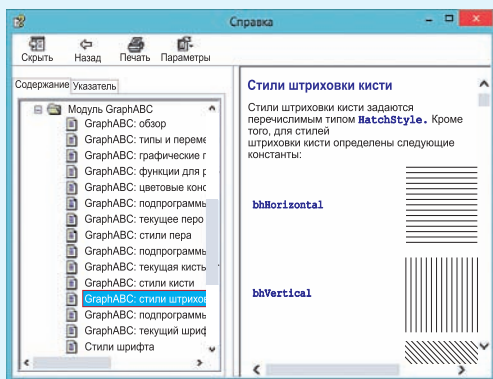 Справка
Скрыть Назад Печать Параметры
Содержание Указатель
Модуль GraphABC
GraphABC: обзор
GraphABC: типы и переме
GraphABC: графические г
GraphABC: функции для р
GraphABC: цветовые конс
GraphABC: подпрограммь
GraphABC: текущее перо
GraphABC: стили пера
GraphABC: подпрограммь
GraphABC: текущая кисть
GraphABC: стили кисти
GraphABC: стили штрихов
GraphABC: подпрограммь
GraphABC: текущий шриф
Стили шрифта
Стили штриховки кисти
Стили штриховки кисти задаются
перечислимым типом HatchStyle. Кроме
того, для стилей
штриховки кисти определены следующие
константы:
bhHorizontal
bhVertical